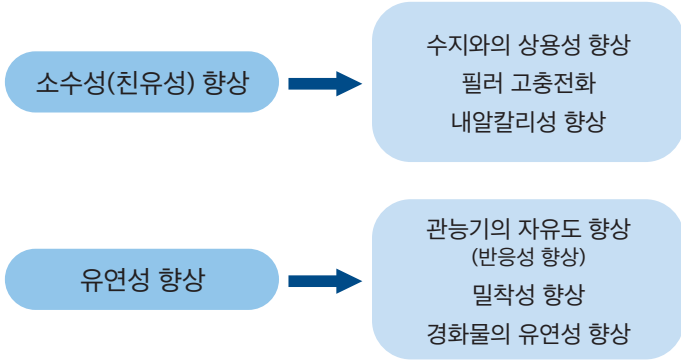 소수성(친유성) 향상
수지와의 상용성 향상
필러 고충전화
내알칼리성 향상
유연성 향상
관능기의 자유도 향상
(반응성 향상)
밀착성 향상
경화물의 유연성 향상